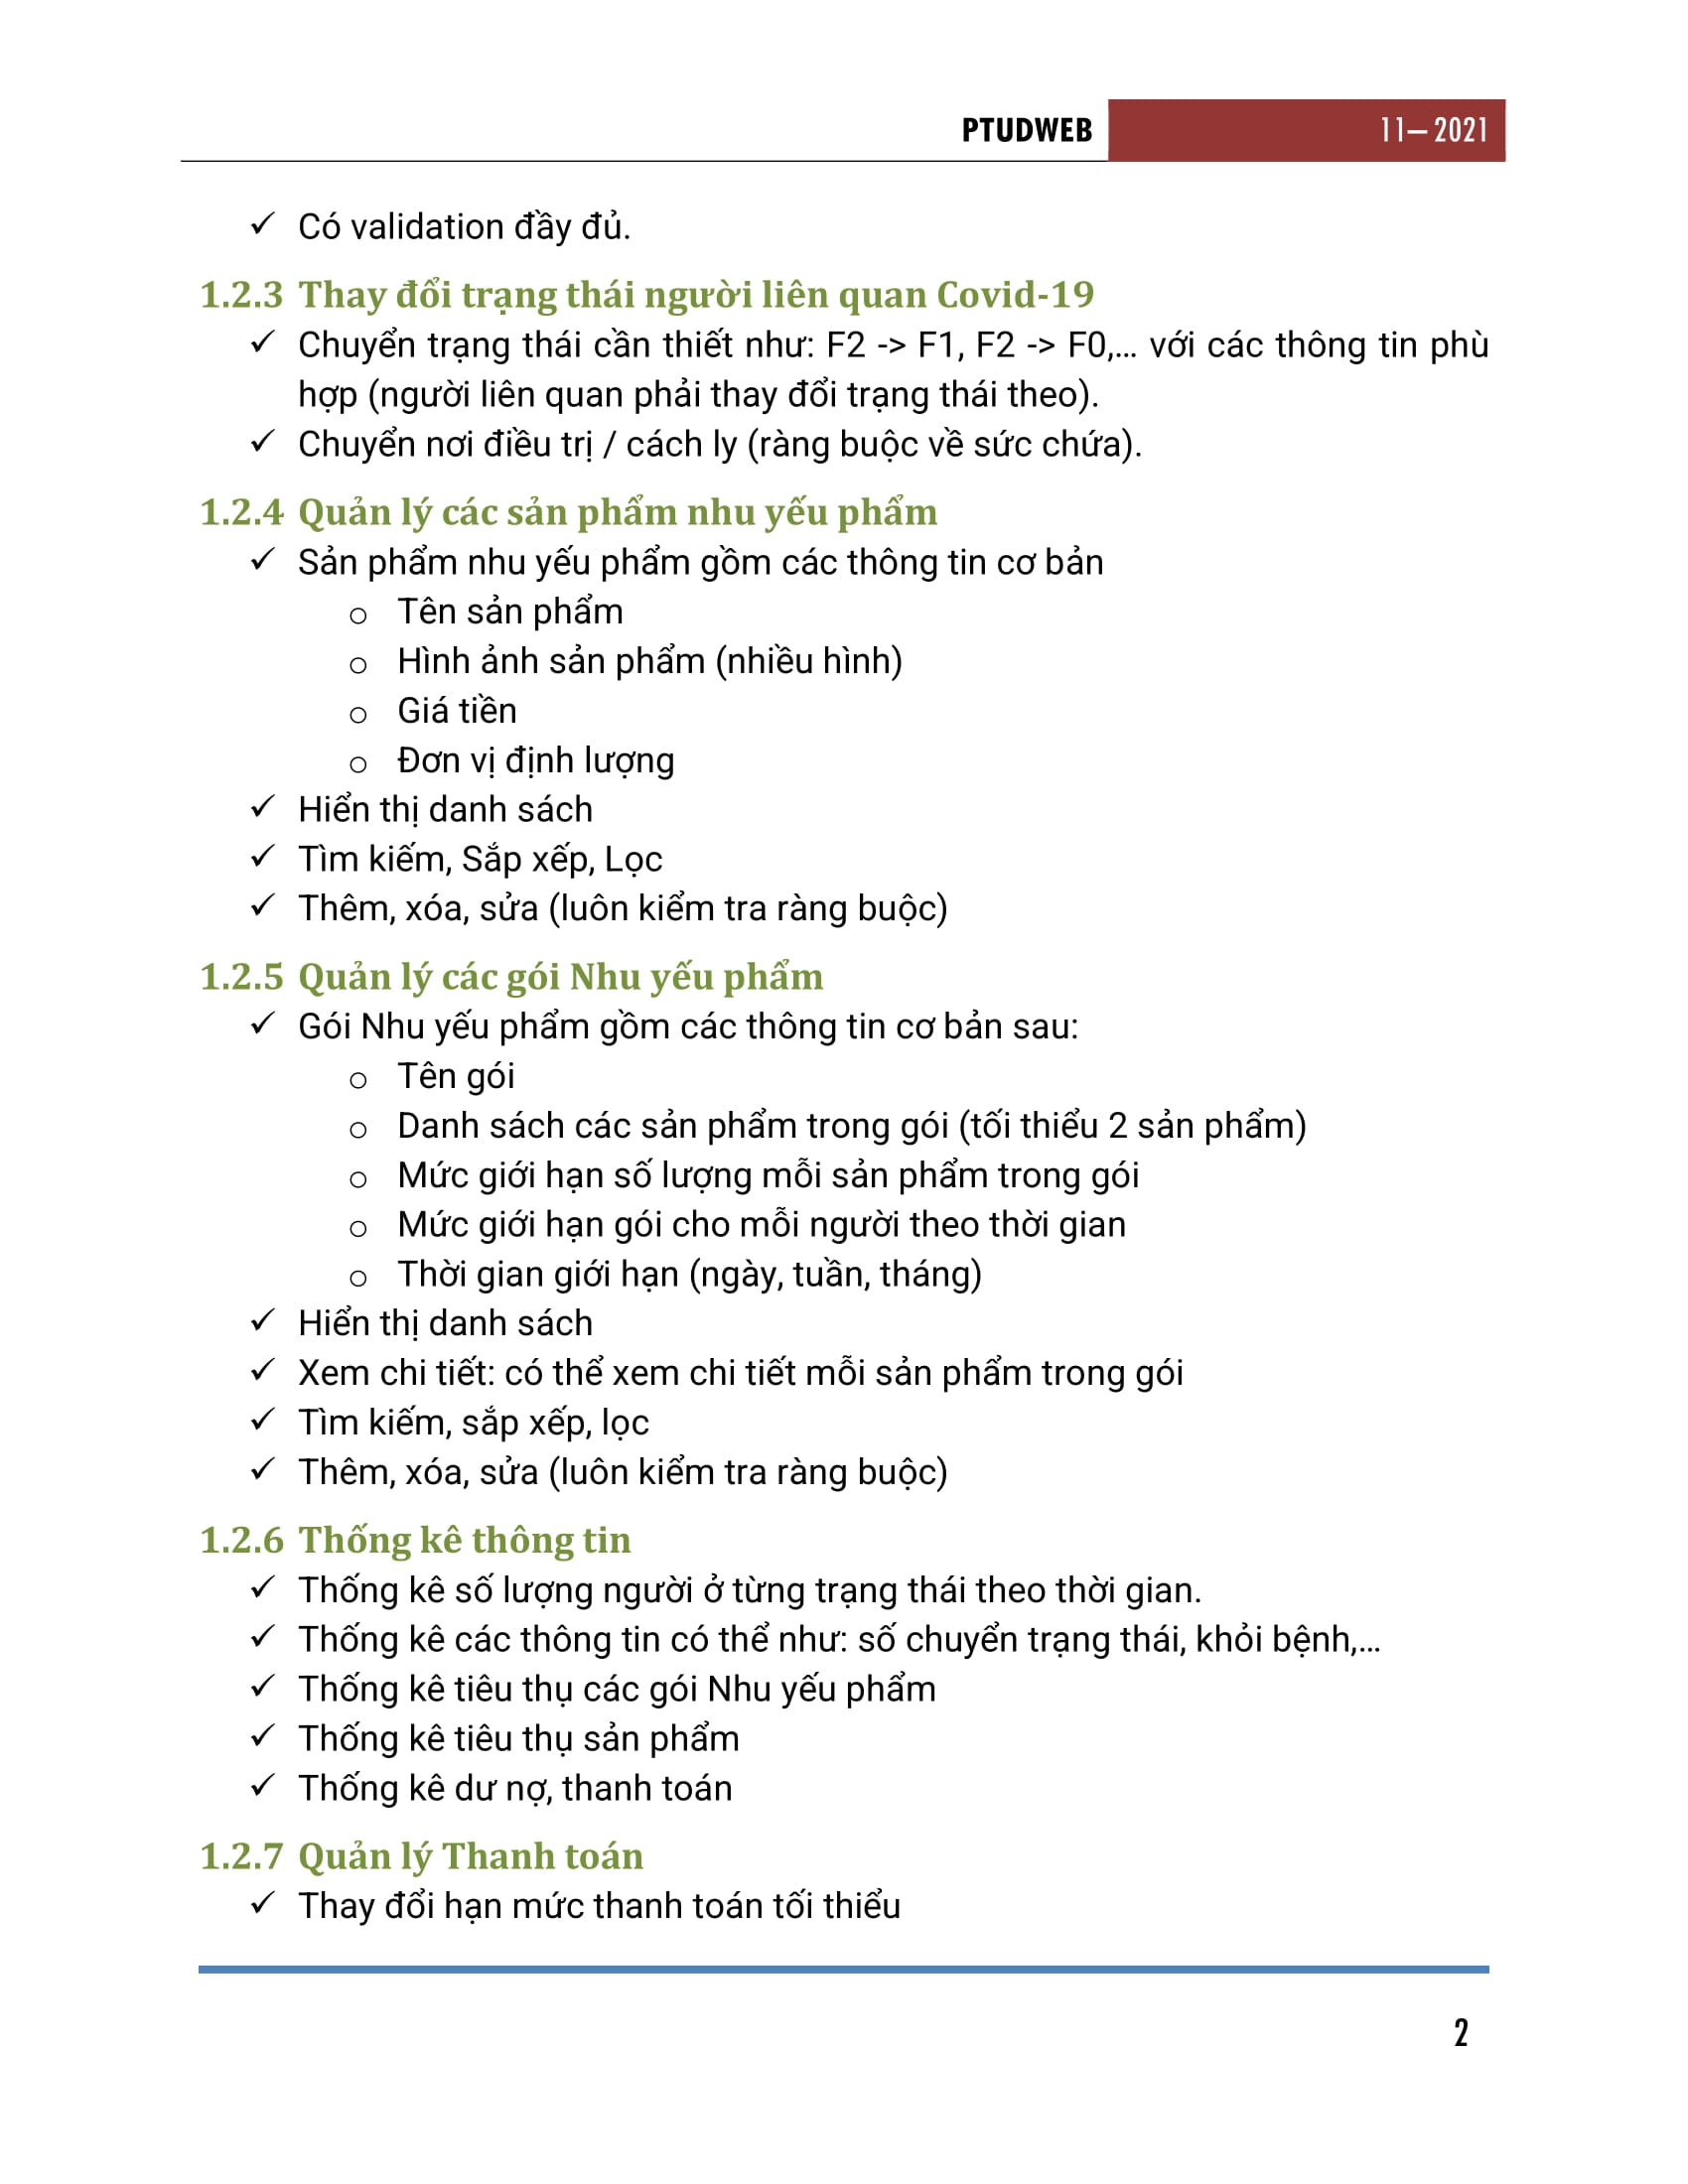 PTUDWEB 11– 2021
✓ Có validation đầy đủ.
1.2.3 Thay đổi trạng thái người liên quan Covid-19
✓ Chuyển trạng thái cần thiết như: F2 -> F1, F2 -> F0,… với các thông tin phù
hợp (người liên quan phải thay đổi trạng thái theo).
✓ Chuyển nơi điều trị / cách ly (ràng buộc về sức chứa).
1.2.4 Quản lý các sản phẩm nhu yếu phẩm
✓ Sản phẩm nhu yếu phẩm gồm các thông tin cơ bản
o Tên sản phẩm
o Hình ảnh sản phẩm (nhiều hình)
o Giá tiền
o Đơn vị định lượng
✓ Hiển thị danh sách
✓ Tìm kiếm, Sắp xếp, Lọc
✓ Thêm, xóa, sửa (luôn kiểm tra ràng buộc)
1.2.5 Quản lý các gói Nhu yếu phẩm
✓ Gói Nhu yếu phẩm gồm các thông tin cơ bản sau:
o Tên gói
o Danh sách các sản phẩm trong gói (tối thiểu 2 sản phẩm)
o Mức giới hạn số lượng mỗi sản phẩm trong gói
o Mức giới hạn gói cho mỗi người theo thời gian
o Thời gian giới hạn (ngày, tuần, tháng)
✓ Hiển thị danh sách
✓ Xem chi tiết: có thể xem chi tiết mỗi sản phẩm trong gói
✓ Tìm kiếm, sắp xếp, lọc
✓ Thêm, xóa, sửa (luôn kiểm tra ràng buộc)
1.2.6 Thống kê thông tin
✓ Thống kê số lượng người ở từng trạng thái theo thời gian.
✓ Thống kê các thông tin có thể như: số chuyển trạng thái, khỏi bệnh,…
✓ Thống kê tiêu thụ các gói Nhu yếu phẩm
✓ Thống kê tiêu thụ sản phẩm
✓ Thống kê dư nợ, thanh toán
1.2.7 Quản lý Thanh toán
✓ Thay đổi hạn mức thanh toán tối thiểu
2